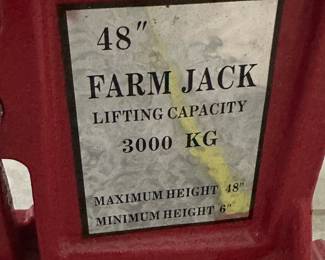 48"
FARM JACK
LIFTING CAPACITY
3000 KG
MAXIMUM HEIGHT 48"
MINIMUM HEIGHT 6"